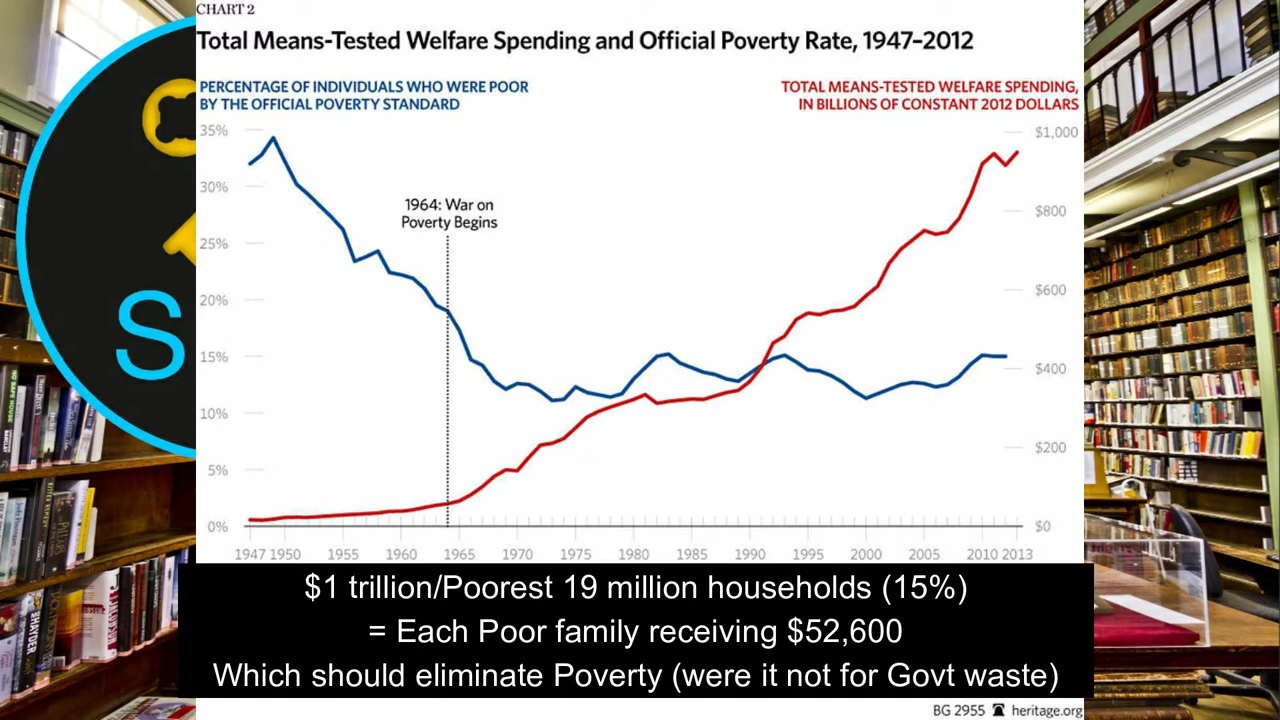 CHART 2
Total Means-Tested Welfare Spending and Official Poverty Rate, 1947–2012
PERCENTAGE OF INDIVIDUALS WHO WERE POOR
BY THE OFFICIAL POVERTY STANDARD
TOTAL MEANS-TESTED WELFARE SPENDING,
IN BILLIONS OF CONSTANT 2012 DOLLARS
35%
$1,000
30%
1964: War on
Poverty Begins
$800
25%
20%
$600
15%
$400
10%
$200
5%
0%
$0
1947 1950 1955 1960 1965 1970 1975 1980 1985 1990 1995 2000 2005 2010 2013
S
$1 trillion/Poorest 19 million households (15%)
= Each Poor family receiving $52,600
Which should eliminate Poverty (were it not for Govt waste)
BG 2955 heritage.org